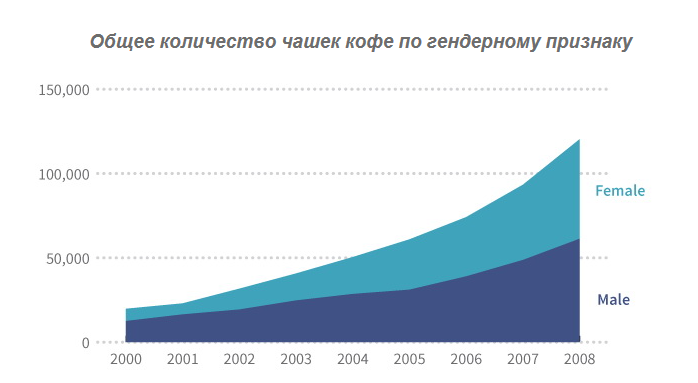 Общее количество чашек кофе по гендерному признаку
150,000
100,000
Female
50,000
Male
0
2000 2001 2002 2003 2004 2005 2006 2007 2008